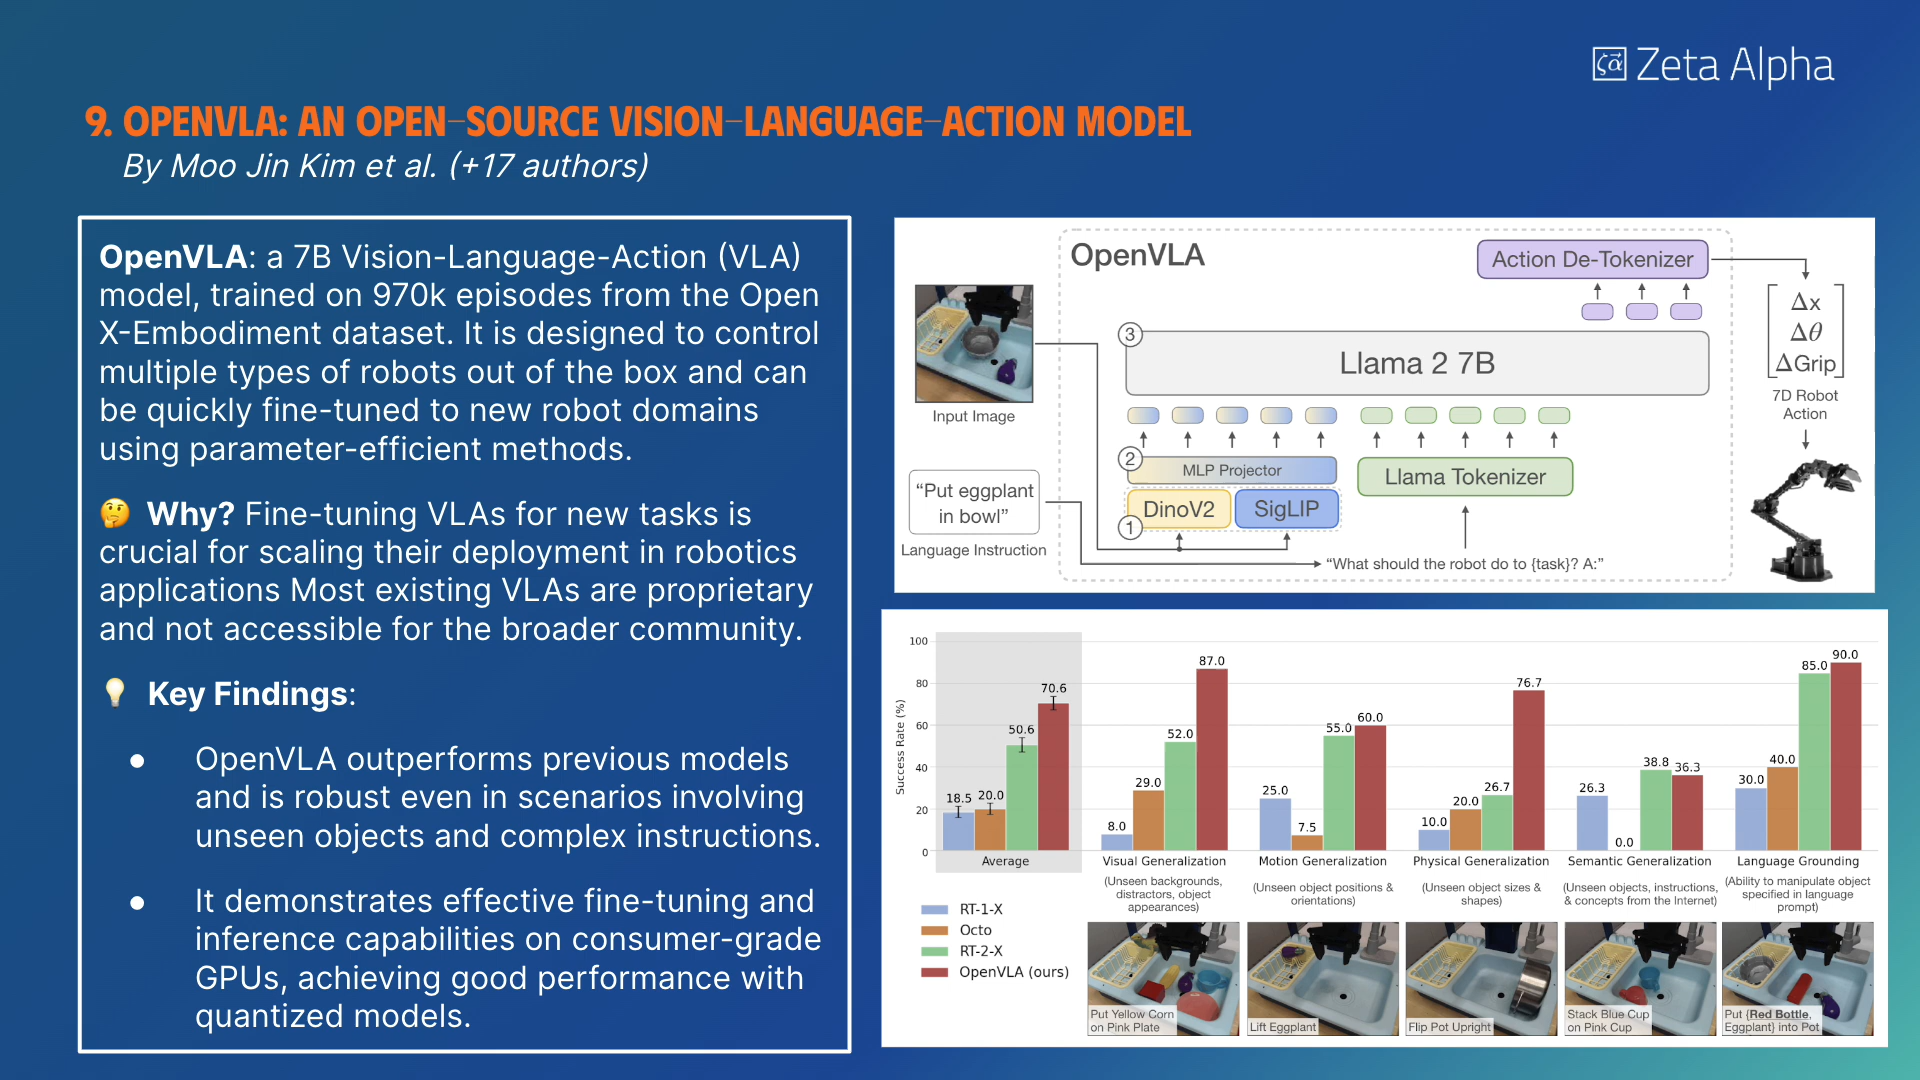 ζα Zeta Alpha
9. OPENVLA: AN OPEN-SOURCE VISION-LANGUAGE-ACTION MODEL
By Moo Jin Kim et al. (+17 authors)
OpenVLA: a 7B Vision-Language-Action (VLA)
model, trained on 970k episodes from the Open
X-Embodiment dataset. It is designed to control
multiple types of robots out of the box and can
be quickly fine-tuned to new robot domains
using parameter-efficient methods.
🤔 Why? Fine-tuning VLAs for new tasks is
crucial for scaling their deployment in robotics
applications Most existing VLAs are proprietary
and not accessible for the broader community.
💡 Key Findings:
● OpenVLA outperforms previous models
and is robust even in scenarios involving
unseen objects and complex instructions.
● It demonstrates effective fine-tuning and
inference capabilities on consumer-grade
GPUs, achieving good performance with
quantized models.
OpenVLA
Action De-Tokenizer
Δx
Δθ
ΔGrip
7D Robot
Action
3
Llama 2 7B
Input Image
2
MLP Projector
Llama Tokenizer
"Put eggplant
in bowl"
Language Instruction
1
DinoV2
SigLIP
"What should the robot do to {task}? A:"
Success Rate (%)
100
80
60
40
20
0
18.5 20.0 50.6 70.6
8.0 29.0 52.0 87.0
25.0 7.5 55.0 60.0
10.0 20.0 26.7 76.7
26.3 0.0 38.8 36.3
30.0 40.0 85.0 90.0
Average
Visual Generalization
(Unseen backgrounds,
distractors, object
appearances)
Motion Generalization
(Unseen object positions &
orientations)
Physical Generalization
(Unseen object sizes &
shapes)
Semantic Generalization
(Unseen objects, instructions,
& concepts from the Internet)
Language Grounding
(Ability to manipulate object
specified in language
prompt)
RT-1-X
Octo
RT-2-X
OpenVLA (ours)
Put Yellow Corn
on Pink Plate
Lift Eggplant
Flip Pot Upright
Stack Blue Cup
on Pink Cup
Put {Red Bottle,
Eggplant} into Pot